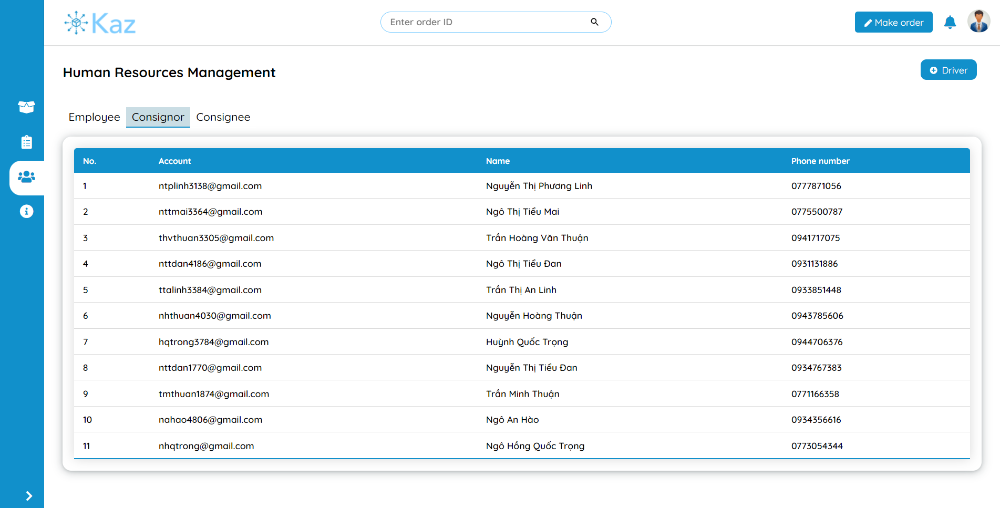 Kaz
Enter order ID
Make order
Human Resources Management
Driver
Employee Consignor Consignee
No. Account Name Phone number
1 ntplinh3138@gmail.com Nguyễn Thị Phương Linh 0777871056
2 nttmai3364@gmail.com Ngô Thị Tiểu Mai 0775500787
3 thvthuan3305@gmail.com Trần Hoàng Văn Thuận 0941717075
4 nttdan4186@gmail.com Ngô Thị Tiểu Đan 0931131886
5 ttalinh3384@gmail.com Trần Thị An Linh 0933851448
6 nhthuan4030@gmail.com Nguyễn Hoàng Thuận 0943785606
7 hqtrong3784@gmail.com Huỳnh Quốc Trọng 0944706376
8 nttdan1770@gmail.com Nguyễn Thị Tiểu Đan 0934767383
9 tmthuan1874@gmail.com Trần Minh Thuận 0771166358
10 nahao4806@gmail.com Ngô An Hào 0934356616
11 nhqtrong@gmail.com Ngô Hồng Quốc Trọng 0773054344